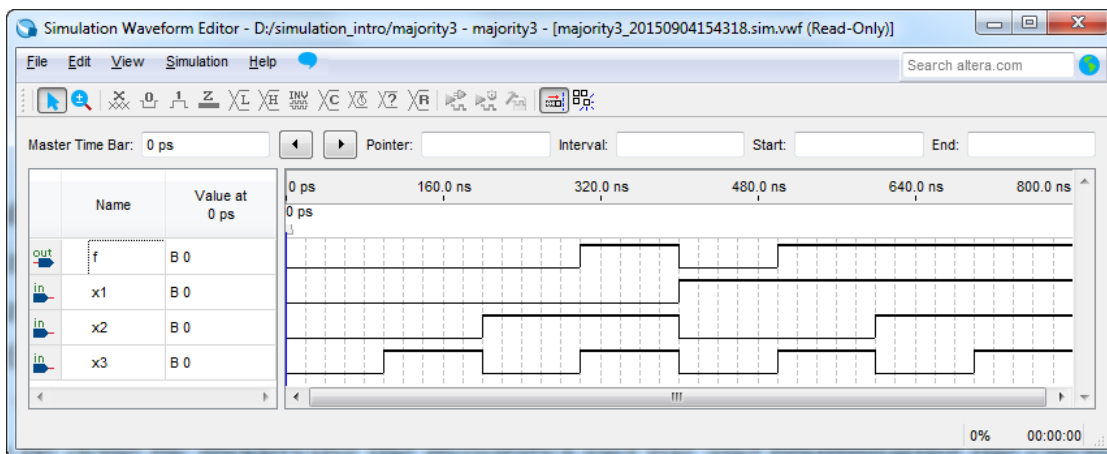 Simulation Waveform Editor - D:/simulation_intro/majority3 - majority3 - [majority3_20150904154318.sim.vwf (Read-Only)]
File Edit View Simulation Help Search altera.com
Master Time Bar: 0 ps Pointer: Interval: Start: End:
Name Value at 0 ps 0 ps 160.0 ns 320.0 ns 480.0 ns 640.0 ns 800.0 ns
0 ps
out f B 0
in x1 B 0
in x2 B 0
in x3 B 0
0% 00:00:00